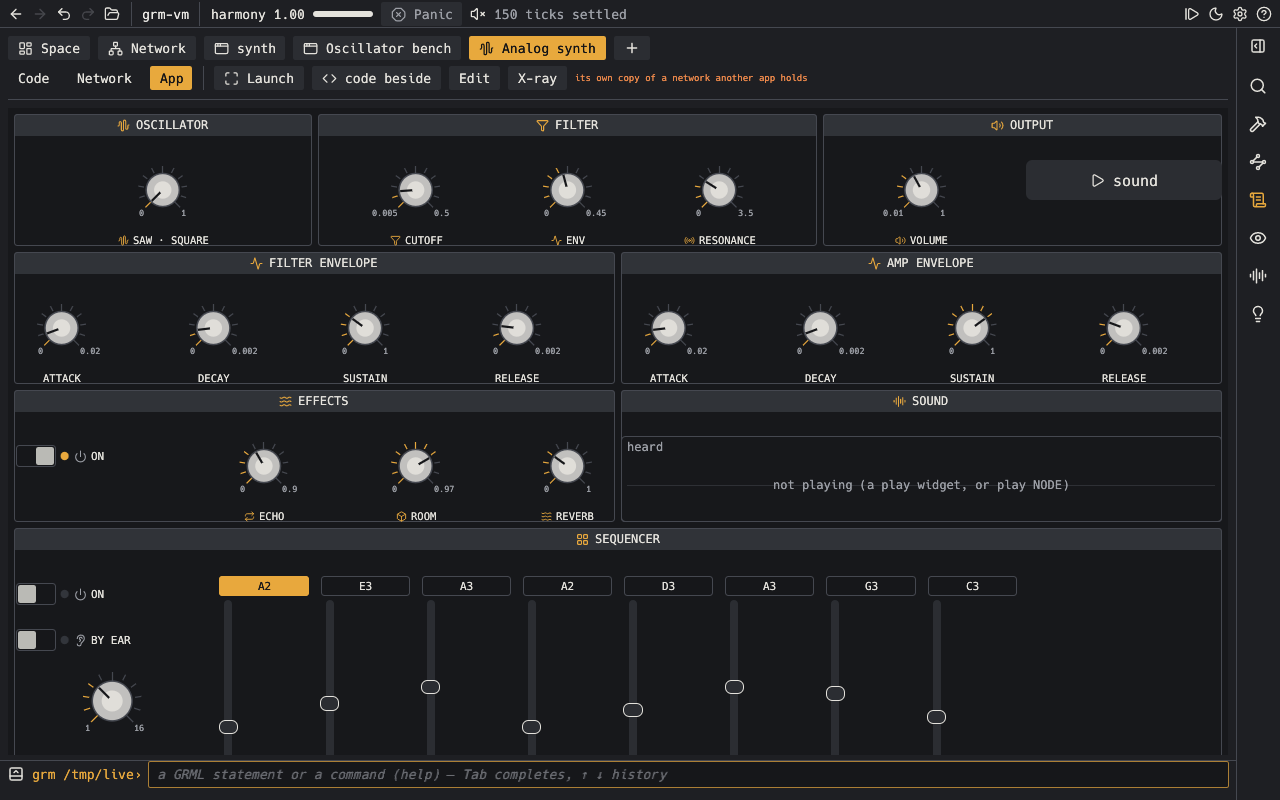 grm-vm harmony 1.00 Panic 150 ticks settled
Space Network synth Oscillator bench Analog synth +
Code Network App Launch code beside Edit X-ray its own copy of a network another app holds
OSCILLATOR FILTER OUTPUT
sound
0 1 0.005 0.5 0 0.45 0 3.5 0.01 1
SAW · SQUARE CUTOFF ENV RESONANCE VOLUME
FILTER ENVELOPE AMP ENVELOPE
0 0.02 0 0.002 0 1 0 0.002 0 0.02 0 0.002 0 1 0 0.002
ATTACK DECAY SUSTAIN RELEASE ATTACK DECAY SUSTAIN RELEASE
EFFECTS SOUND
heard
ON
not playing (a play widget, or play NODE)
0 0.9 0 0.97 0 1
ECHO ROOM REVERB
SEQUENCER
A2 E3 A3 A2 D3 A3 G3 C3
ON
BY EAR
1 16
grm /tmp/live› a GRML statement or a command (help) — Tab completes, ↑ ↓ history